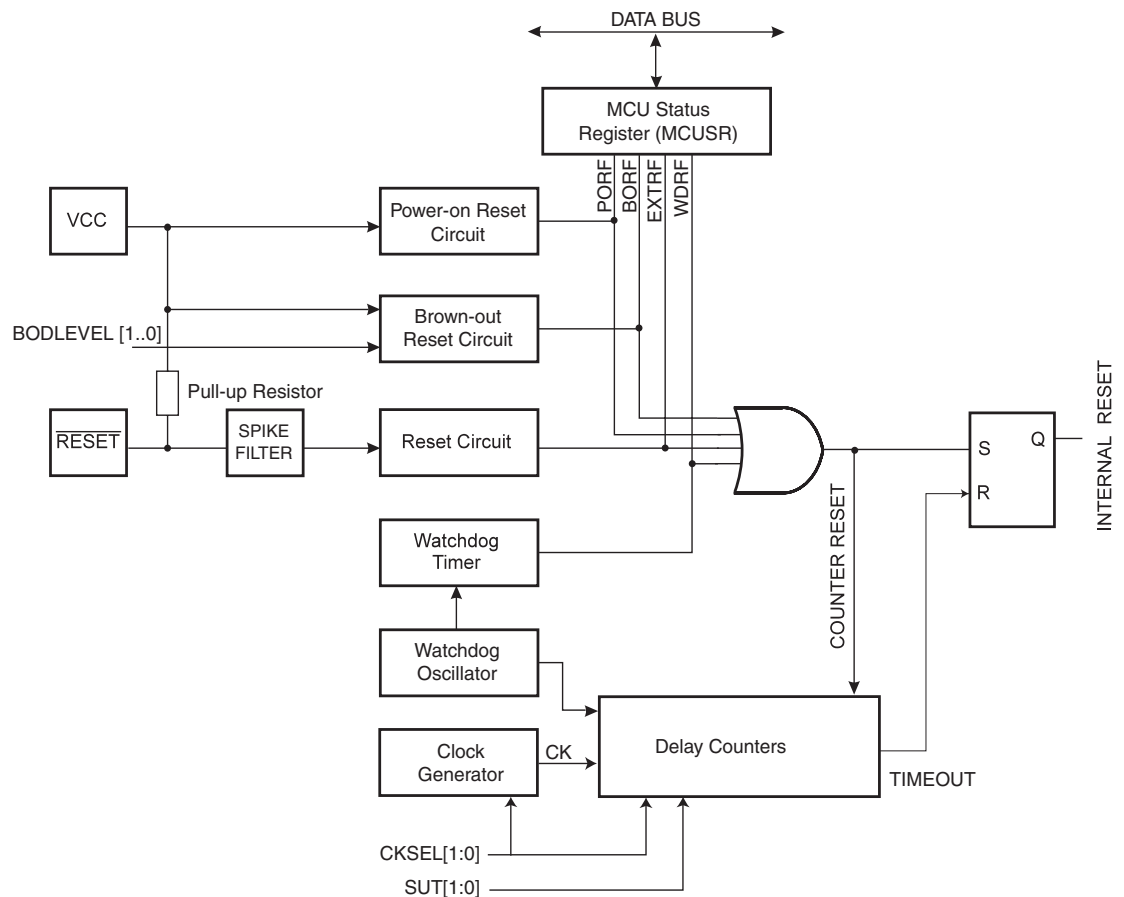 DATA BUS
MCU Status
Register (MCUSR)
PORF
BORF
EXTRF
WDRF
VCC
Power-on Reset
Circuit
BODLEVEL [1..0]
Brown-out
Reset Circuit
Pull-up Resistor
RESET
SPIKE
FILTER
Reset Circuit
S
Q
R
INTERNAL RESET
COUNTER RESET
Watchdog
Timer
Watchdog
Oscillator
Clock
Generator
CK
Delay Counters
TIMEOUT
CKSEL[1:0]
SUT[1:0]